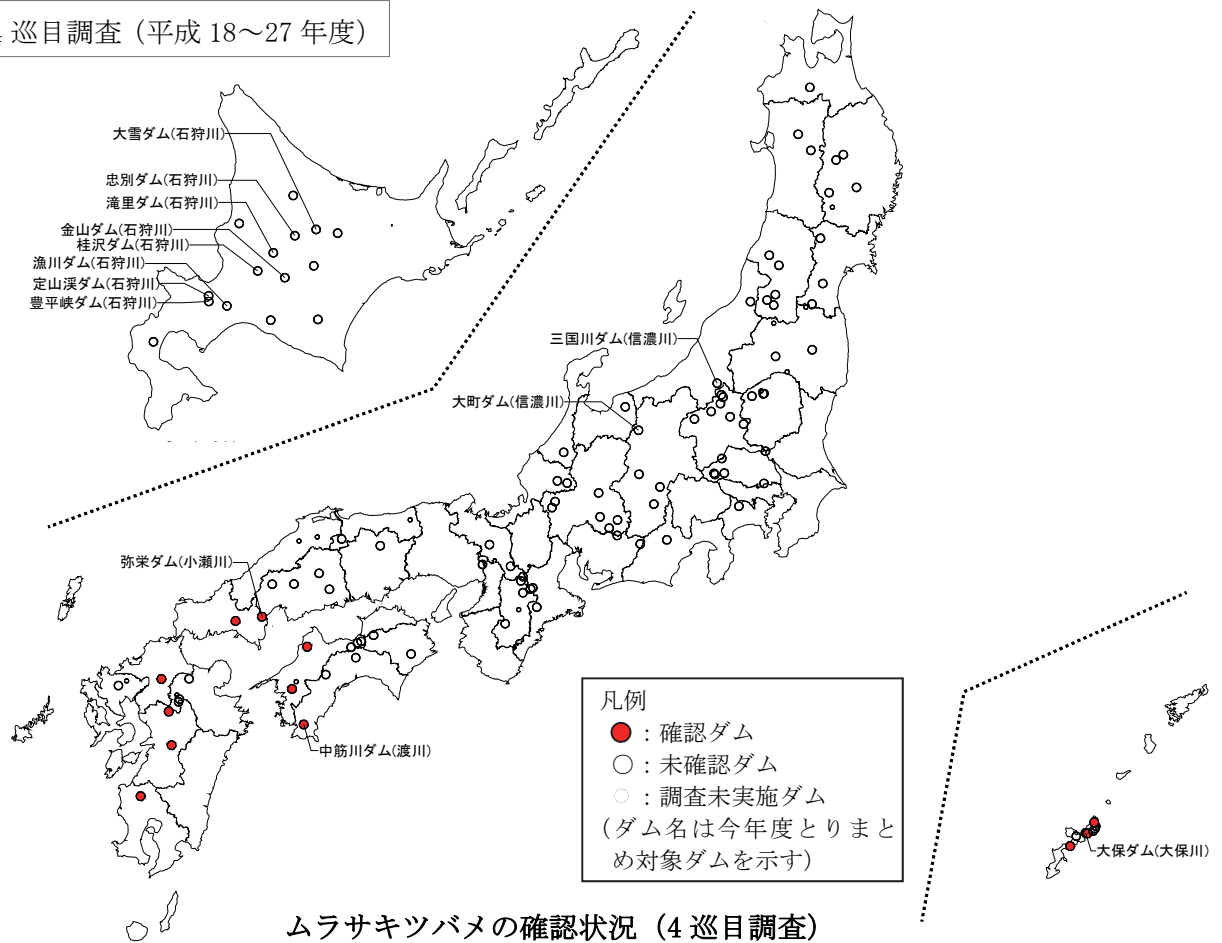 巡目調査（平成 18～27 年度）
大雪ダム(石狩川)
忠別ダム(石狩川)
滝里ダム(石狩川)
金山ダム(石狩川)
桂沢ダム(石狩川)
漁川ダム(石狩川)
定山渓ダム(石狩川)
豊平峡ダム(石狩川)
三国川ダム(信濃川)
大町ダム(信濃川)
弥栄ダム(小瀬川)
中筋川ダム(渡川)
大保ダム(大保川)
凡例
：確認ダム
：未確認ダム
：調査未実施ダム
(ダム名は今年度とりまと
め対象ダムを示す)
ムラサキツバメの確認状況（4 巡目調査）